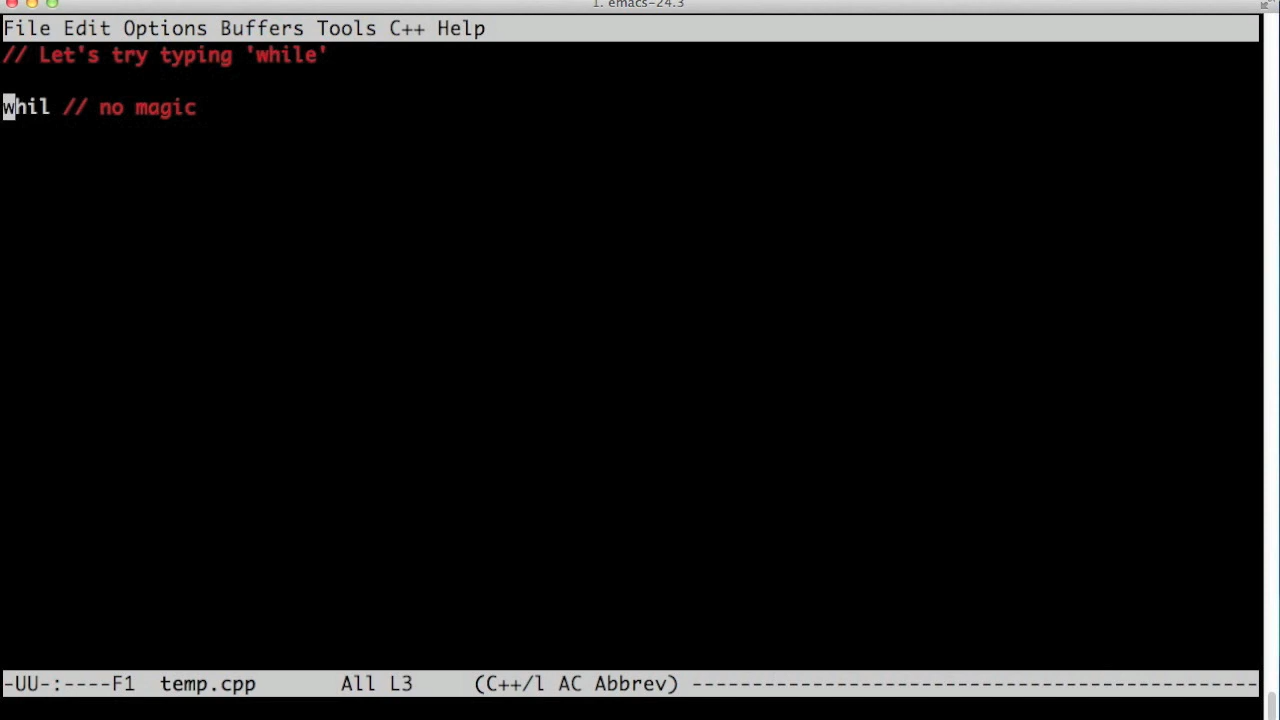 1. emacs-24.3
File Edit Options Buffers Tools C++ Help
// Let's try typing 'while'
whil // no magic
-UU-:----F1 temp.cpp All L3 (C++/l AC Abbrev) -----------------------------------------------